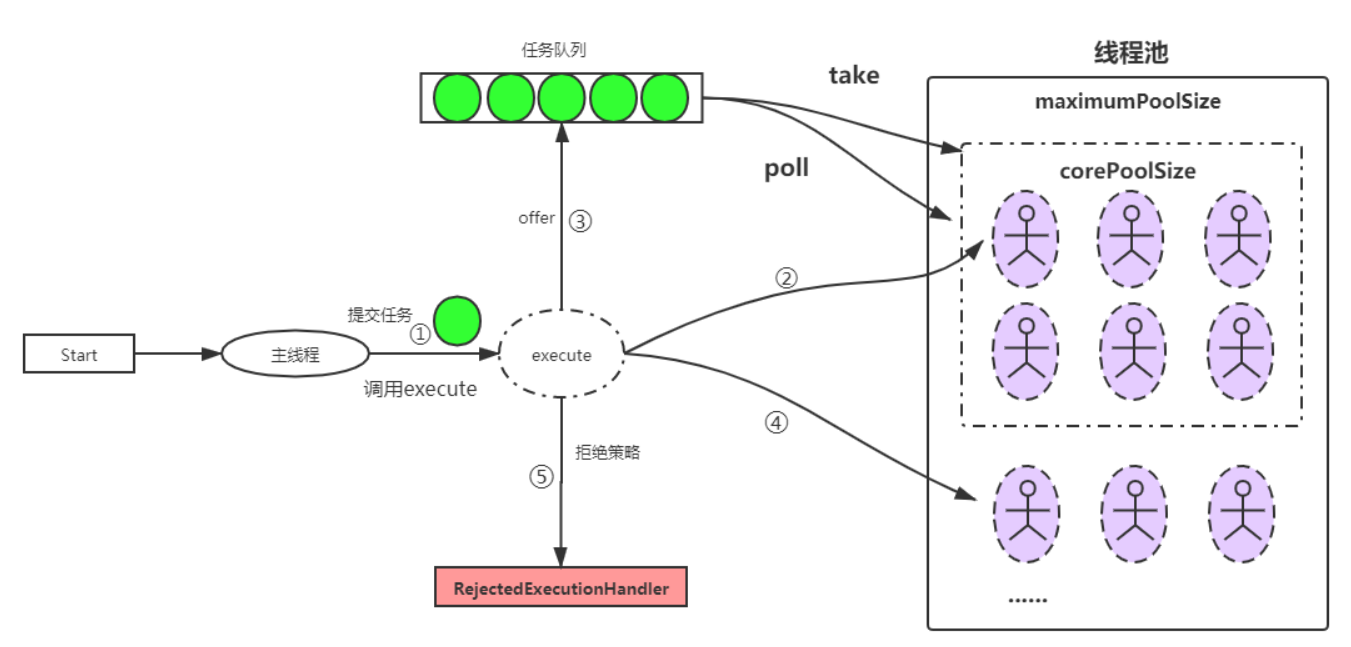 任务队列
线程池
take
maximumPoolSize
poll
corePoolSize
offer
③
②
提交任务
①
Start
主线程
execute
调用execute
④
拒绝策略
⑤
RejectedExecutionHandler
......